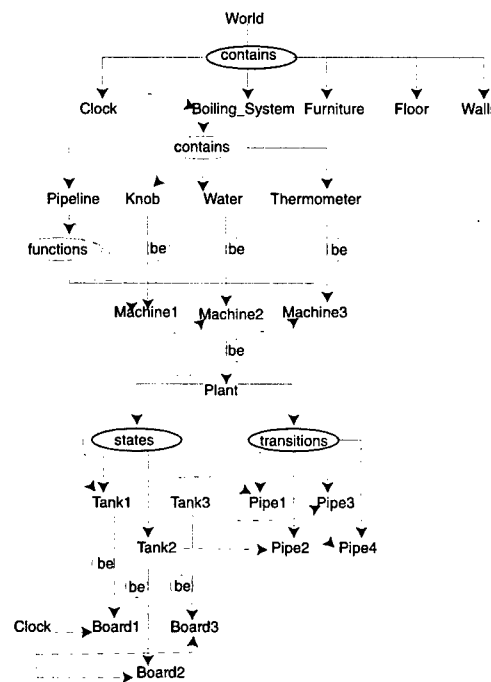 World
contains
Clock Boiling_System Furniture Floor Walls
contains
Pipeline Knob Water Thermometer
functions be be be
Machine1 Machine2 Machine3
be
Plant
states transitions
Tank1 Tank3 Pipe1 Pipe3
Tank2 Pipe2 Pipe4
be be be
Clock Board1 Board3
Board2